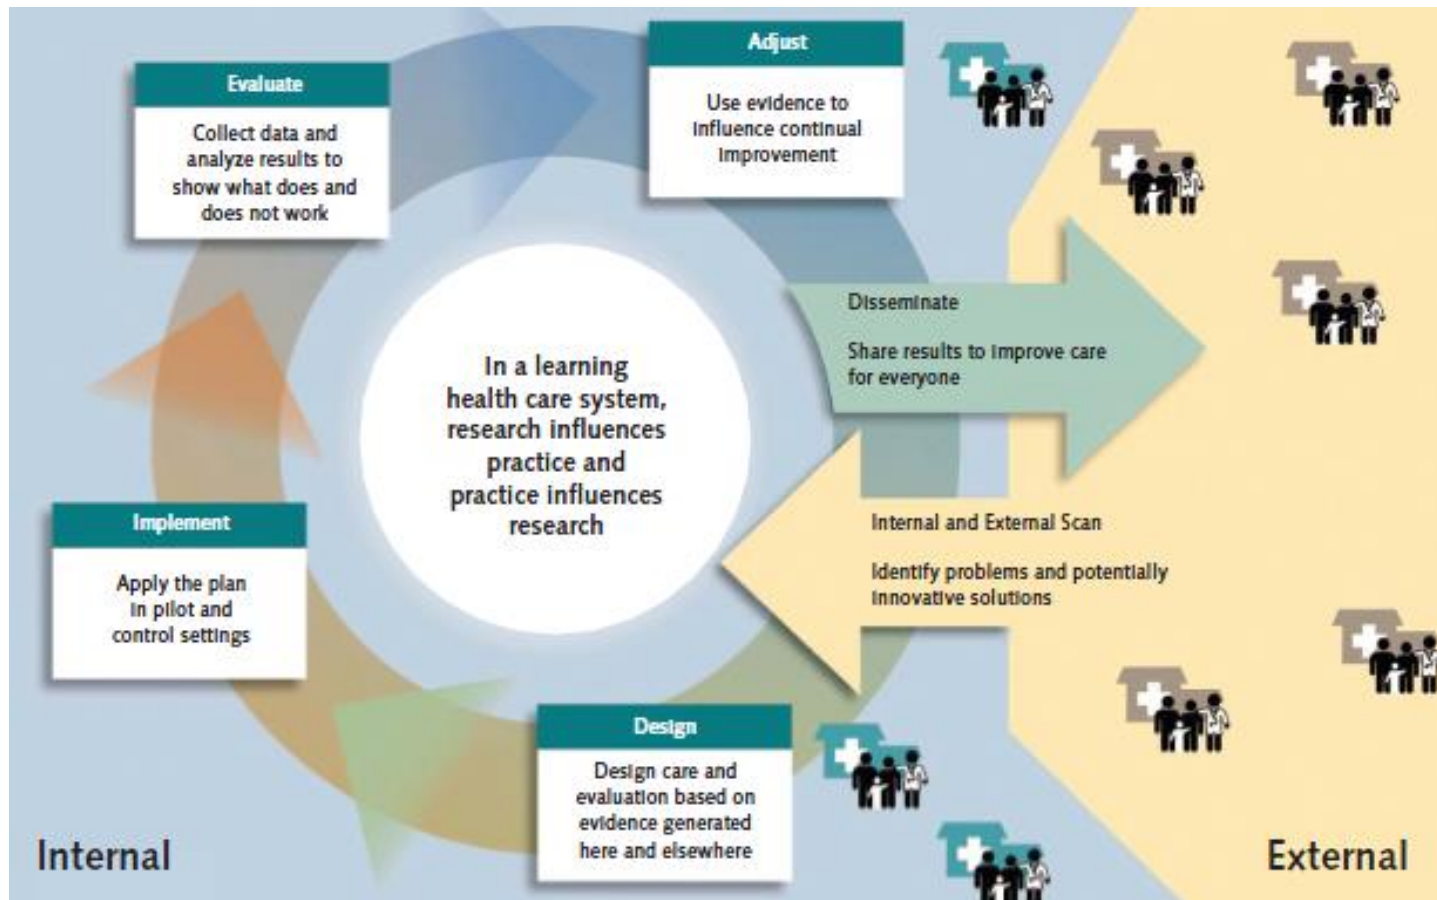 Adjust
Use evidence to
influence continual
improvement
Evaluate
Collect data and
analyze results to
show what does and
does not work
Disseminate
Share results to improve care
for everyone
In a learning
health care system,
research influences
practice and
practice influences
research
Internal and External Scan
Identify problems and potentially
innovative solutions
Implement
Apply the plan
in pilot and
control settings
Design
Design care and
evaluation based on
evidence generated
here and elsewhere
Internal
External